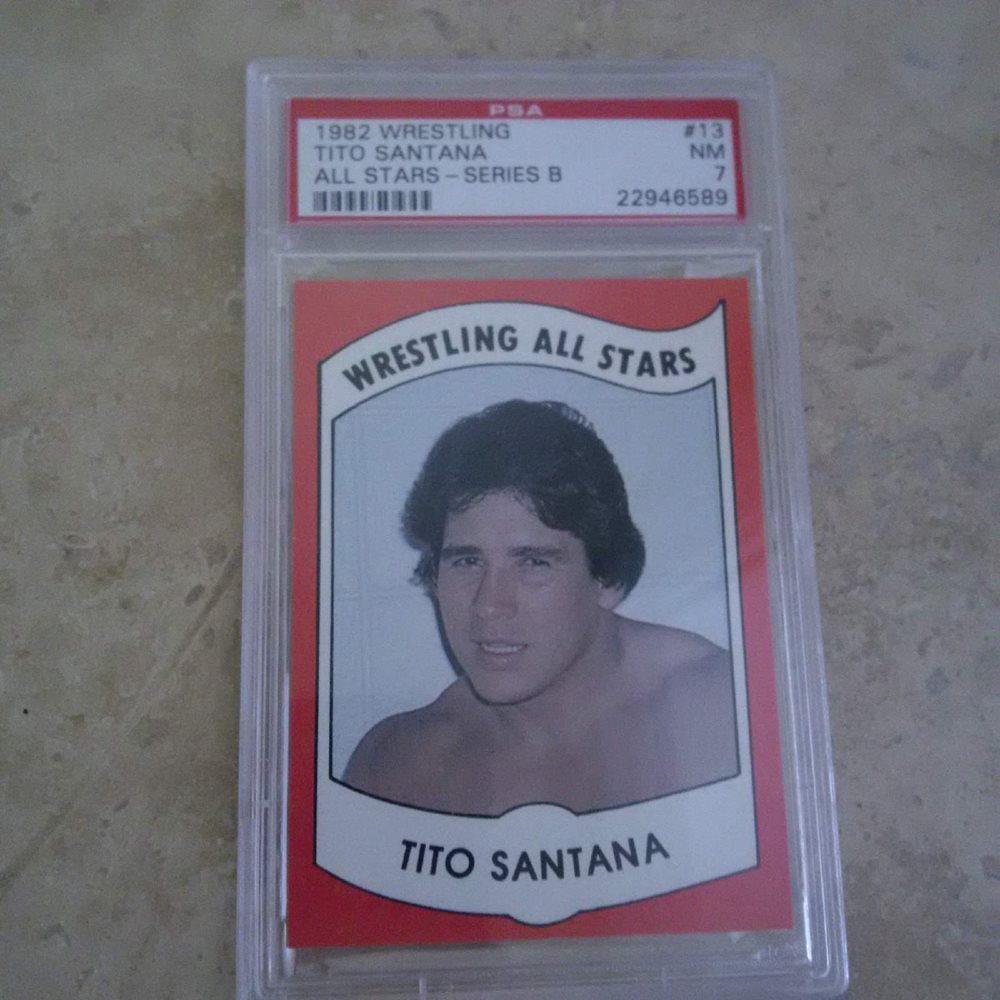 PSA
1982 WRESTLING #13
TITO SANTANA NM
ALL STARS – SERIES B 7
22946589
WRESTLING ALL STARS
TITO SANTANA